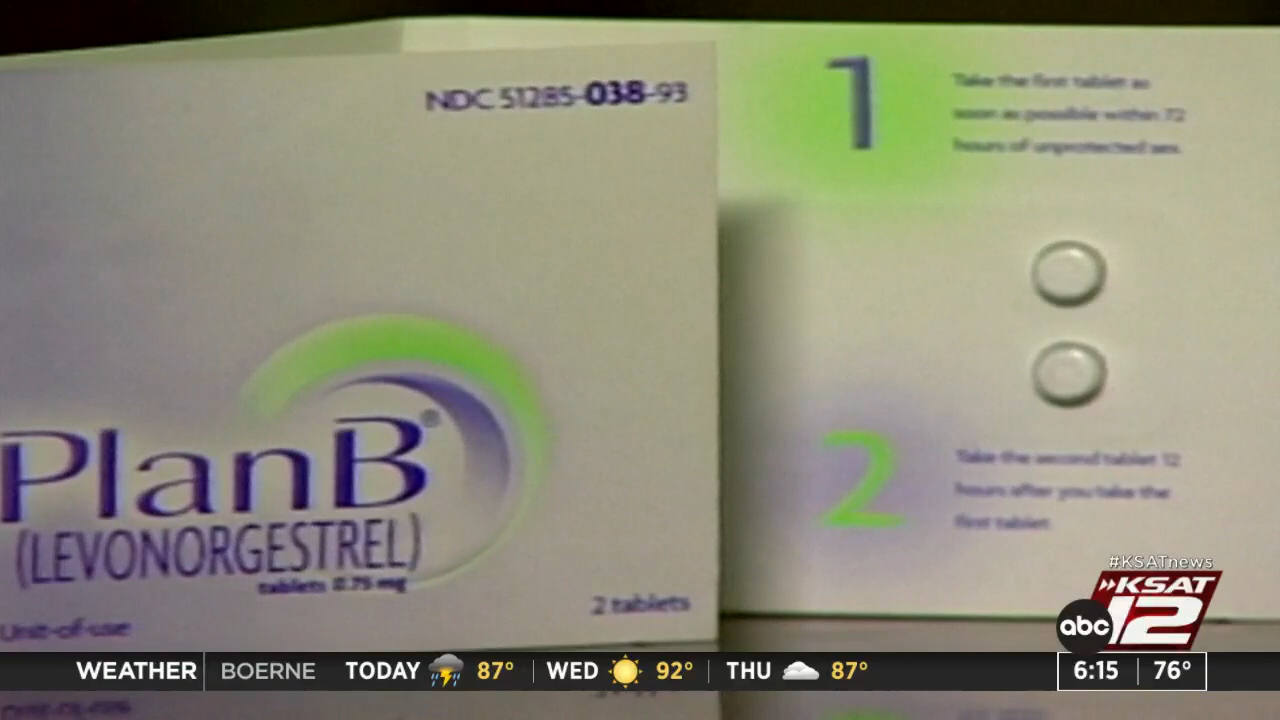 NDC 51285-038-93
PlanB®
(LEVONORGESTREL)
tablets 0.75 mg
2 tablets
Unit-of-use
1
Take the first tablet as
soon as possible within 72
hours of unprotected sex.
2
Take the second tablet 12
hours after you take the
first tablet
#KSATnews
KSAT
abc 12
WEATHER BOERNE TODAY 87° WED 92° THU 87° 6:15 76°